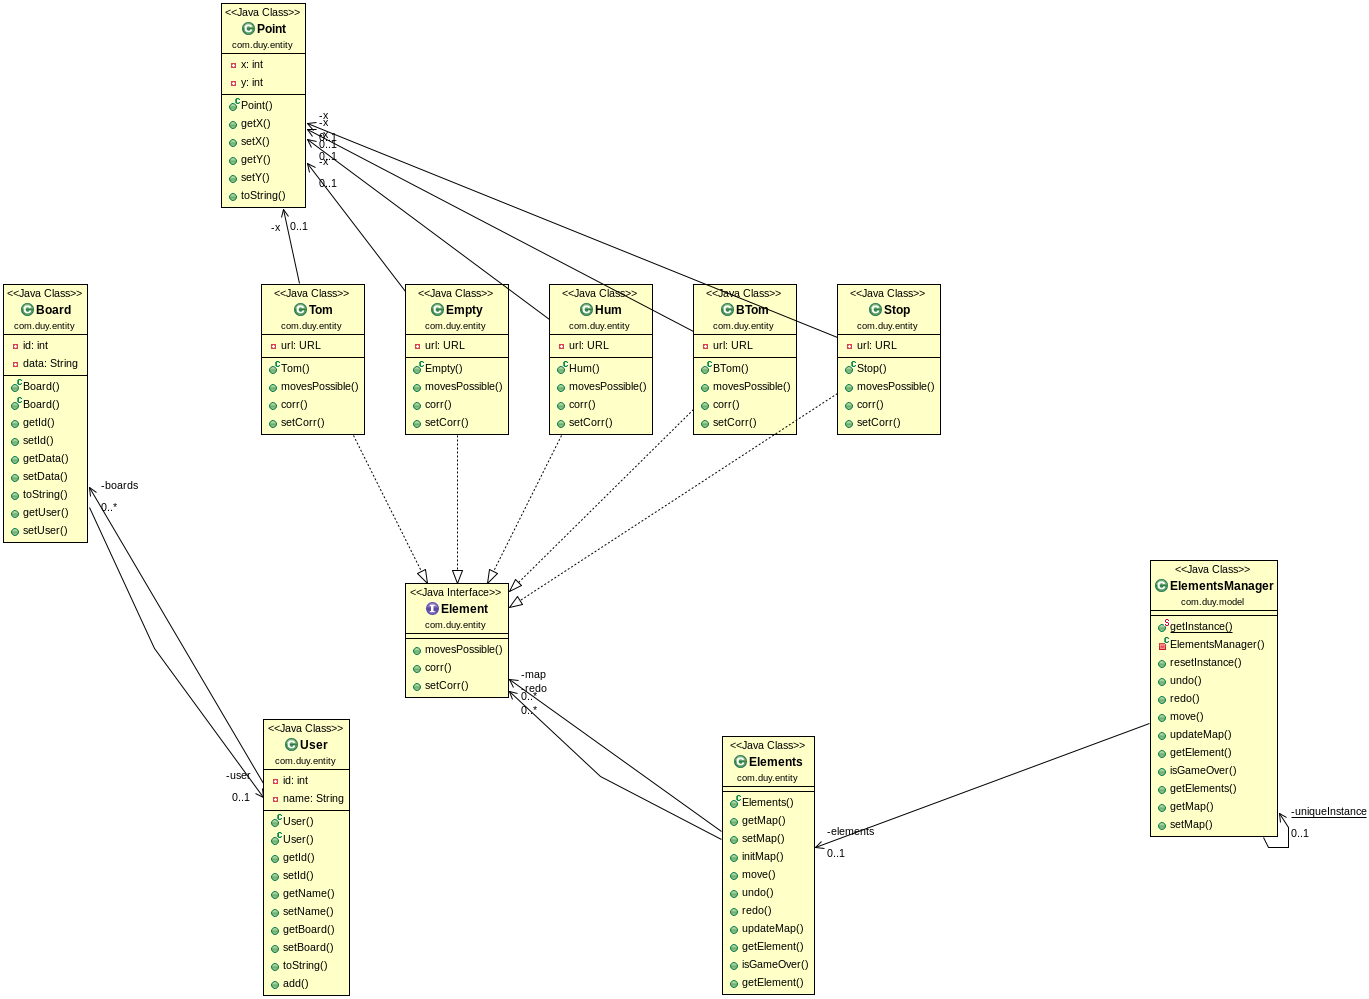 <<Java Class>>
Point
com.duy.entity
x: int
y: int
Point()
getX()
setX()
getY()
setY()
toString()
-x
-x
0..1
-x
0..1
0..1
-x
0..1
-x
0..1
<<Java Class>>
Board
com.duy.entity
id: int
data: String
Board()
Board()
getId()
setId()
getData()
setData()
toString()
getUser()
setUser()
<<Java Class>>
Tom
com.duy.entity
url: URL
Tom()
movesPossible()
corr()
setCorr()
<<Java Class>>
Empty
com.duy.entity
url: URL
Empty()
movesPossible()
corr()
setCorr()
<<Java Class>>
Hum
com.duy.entity
url: URL
Hum()
movesPossible()
corr()
setCorr()
<<Java Class>>
BTom
com.duy.entity
url: URL
BTom()
movesPossible()
corr()
setCorr()
<<Java Class>>
Stop
com.duy.entity
url: URL
Stop()
movesPossible()
corr()
setCorr()
-boards
0..*
<<Java Interface>>
Element
com.duy.entity
movesPossible()
corr()
setCorr()
-map
-redo
0..*
0..*
<<Java Class>>
ElementsManager
com.duy.model
getInstance()
ElementsManager()
resetInstance()
undo()
redo()
move()
updateMap()
getElement()
isGameOver()
getElements()
getMap()
setMap()
-uniqueInstance
0..1
-user
0..1
<<Java Class>>
User
com.duy.entity
id: int
name: String
User()
User()
getId()
setId()
getName()
setName()
getBoard()
setBoard()
toString()
add()
<<Java Class>>
Elements
com.duy.entity
Elements()
getMap()
setMap()
initMap()
move()
undo()
redo()
updateMap()
getElement()
isGameOver()
getElement()
-elements
0..1